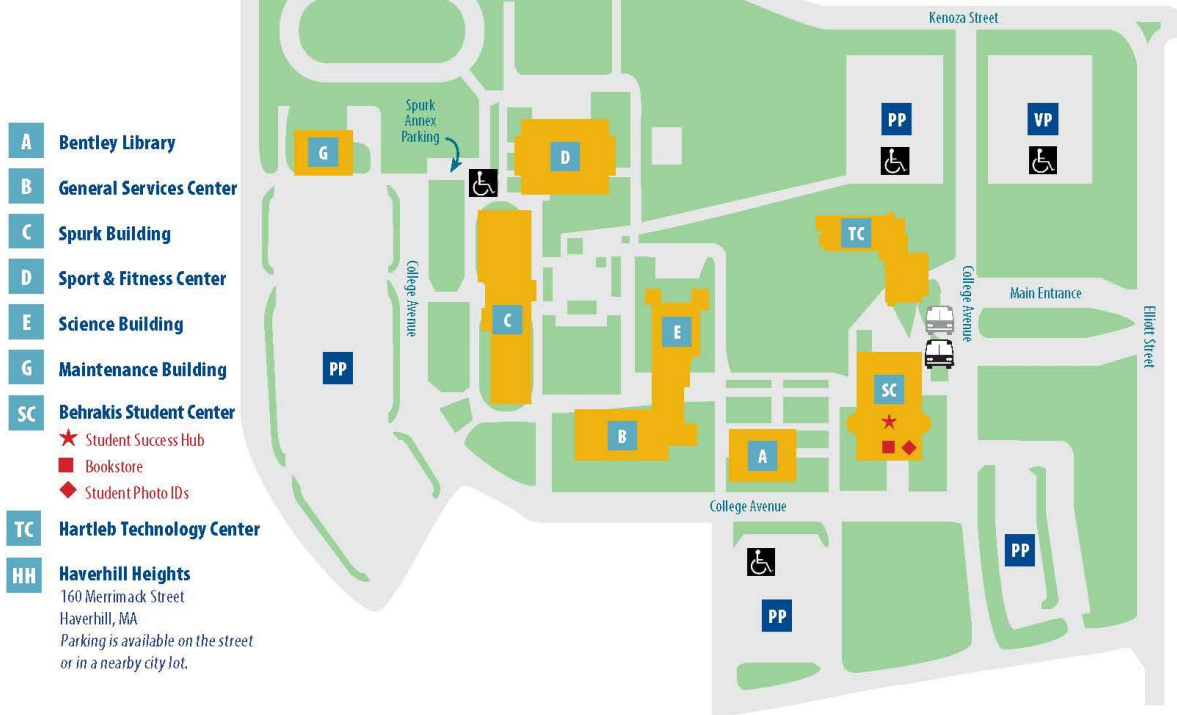 A Bentley Library
B General Services Center
C Spurk Building
D Sport & Fitness Center
E Science Building
G Maintenance Building
SC Behrakis Student Center
Student Success Hub
Bookstore
Student Photo IDs
TC Hartleb Technology Center
HH Haverhill Heights
160 Merrimack Street
Haverhill, MA
Parking is available on the street
or in a nearby city lot.
Kenoza Street
Spurk
Annex
Parking
PP
VP
G
D
TC
College Avenue
College Avenue
Main Entrance
Elliott Street
C
E
PP
SC
B
A
College Avenue
PP
PP